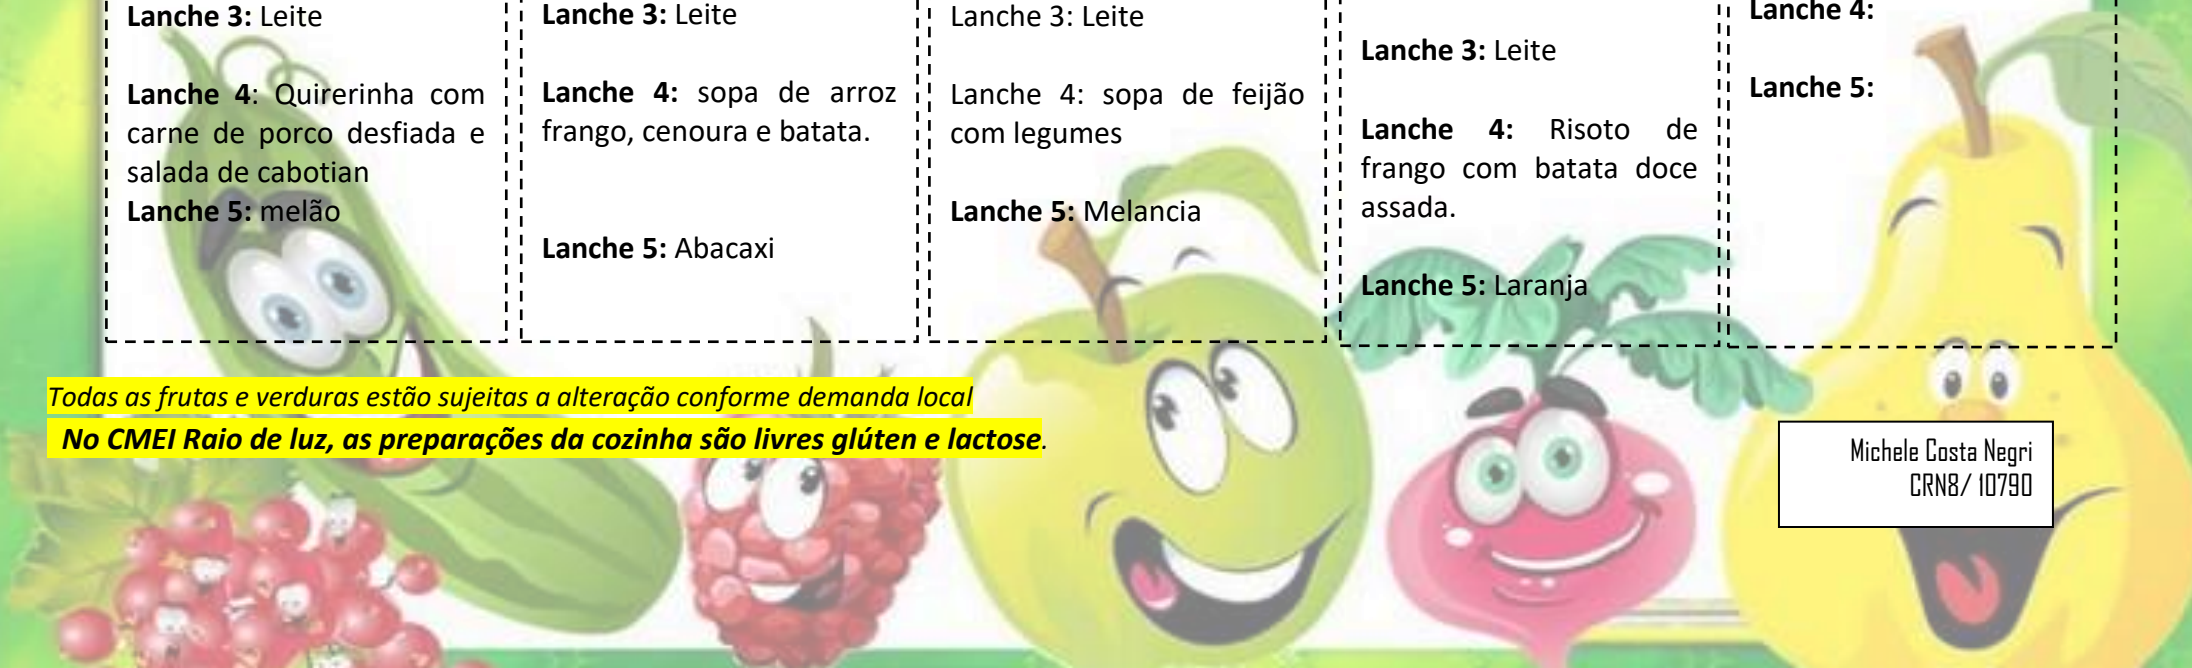 Lanche 3: Leite
Lanche 4: Quirerinha com
carne de porco desfiada e
salada de cabotian
Lanche 5: melão
Lanche 3: Leite
Lanche 4: sopa de arroz
frango, cenoura e batata.
Lanche 5: Abacaxi
Lanche 3: Leite
Lanche 4: sopa de feijão
com legumes
Lanche 5: Melancia
Lanche 3: Leite
Lanche 4: Risoto de
frango com batata doce
assada.
Lanche 5: Laranja
Lanche 4:
Lanche 5:
Todas as frutas e verduras estão sujeitas a alteração conforme demanda local
No CMEI Raio de luz, as preparações da cozinha são livres glúten e lactose.
Michele Costa Negri
CRN8/ 10790